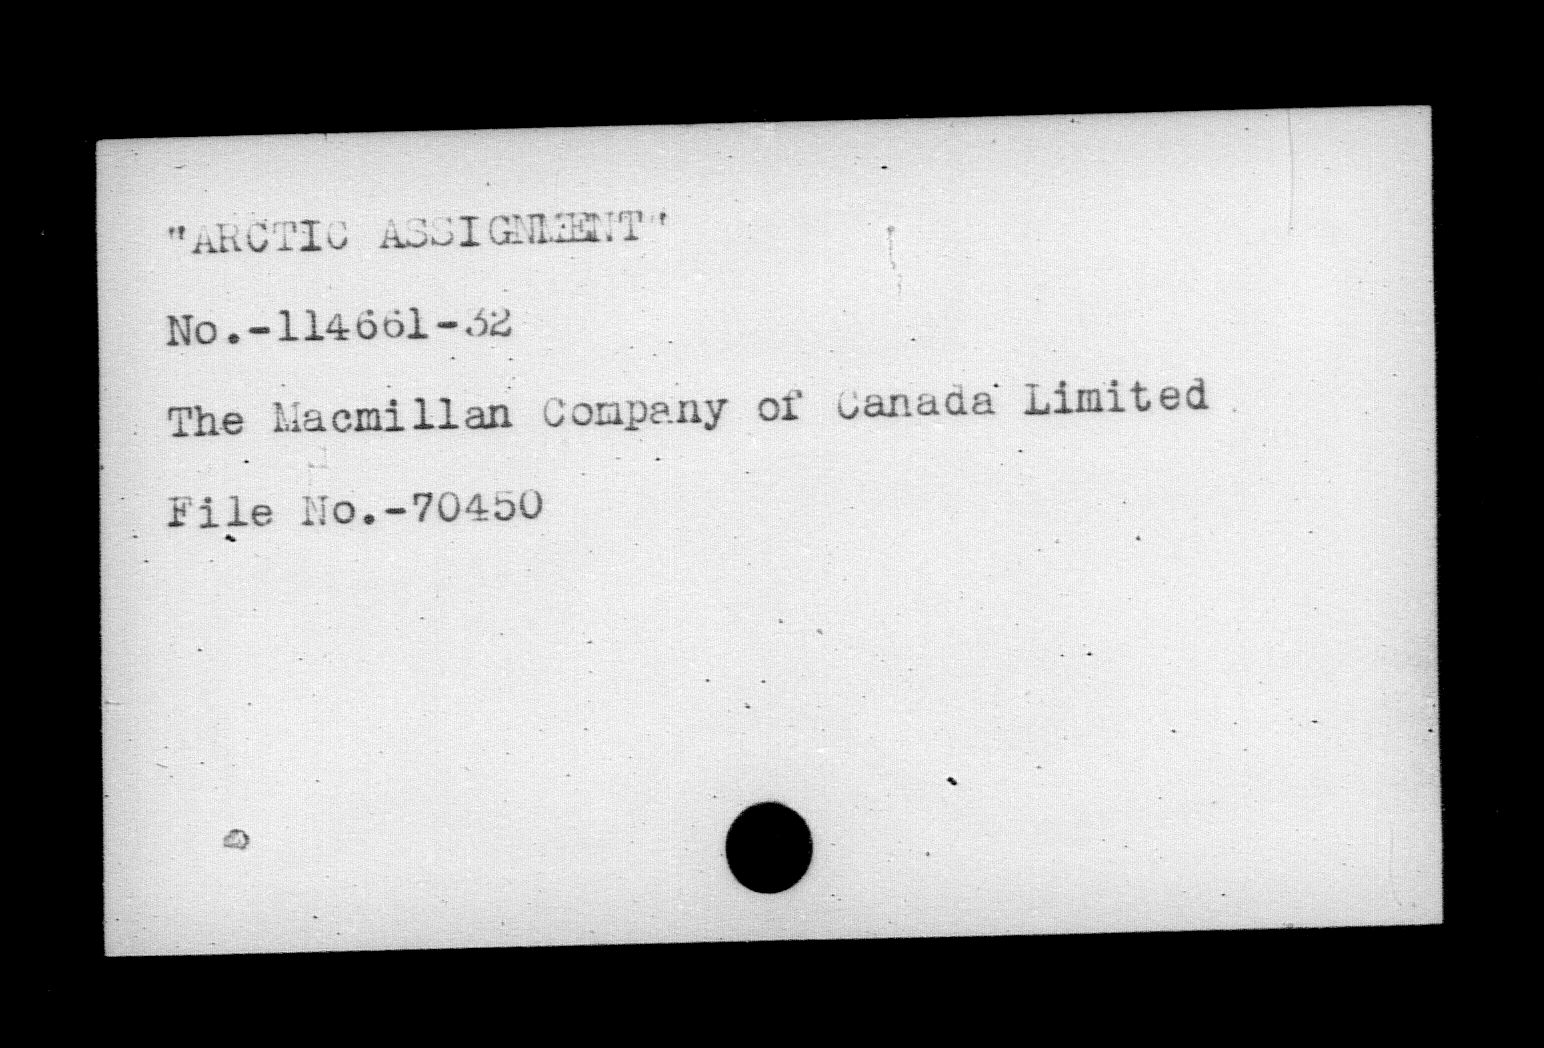 "ARCTIC ASSIGNMENT"
No.-114661-32
The Macmillan Company of Canada Limited
File No.-70450